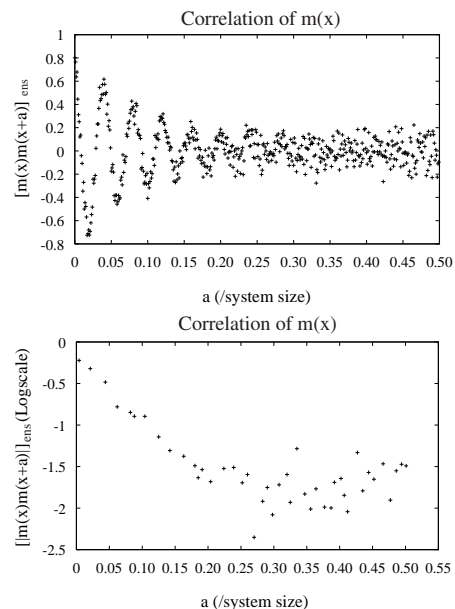 Correlation of m(x)
1
0.8
0.6
0.4
0.2
0
-0.2
-0.4
-0.6
-0.8
[m(x)m(x+a)] ens
0 0.05 0.10 0.15 0.20 0.25 0.30 0.35 0.40 0.45 0.50
a (/system size)
Correlation of m(x)
0
-0.5
-1
-1.5
-2
-2.5
[|m(x)m(x+a)|]ens(Logscale)
0 0.05 0.1 0.15 0.2 0.25 0.3 0.35 0.4 0.45 0.5 0.55
a (/system size)